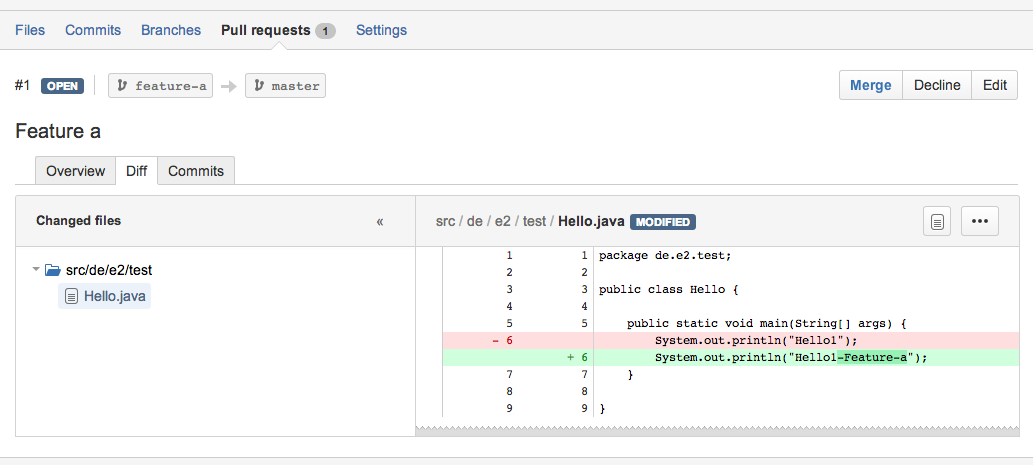 Files Commits Branches Pull requests 1 Settings
#1 OPEN feature-a master Merge Decline Edit
Feature a
Overview Diff Commits
Changed files «
src/de/e2/test
Hello.java
src / de / e2 / test / Hello.java MODIFIED •••
1 1 package de.e2.test;
2 2
3 3 public class Hello {
4 4
5 5 public static void main(String[] args) {
- 6 System.out.println("Hello1");
+ 6 System.out.println("Hello1-Feature-a");
7 7 }
8 8
9 9 }